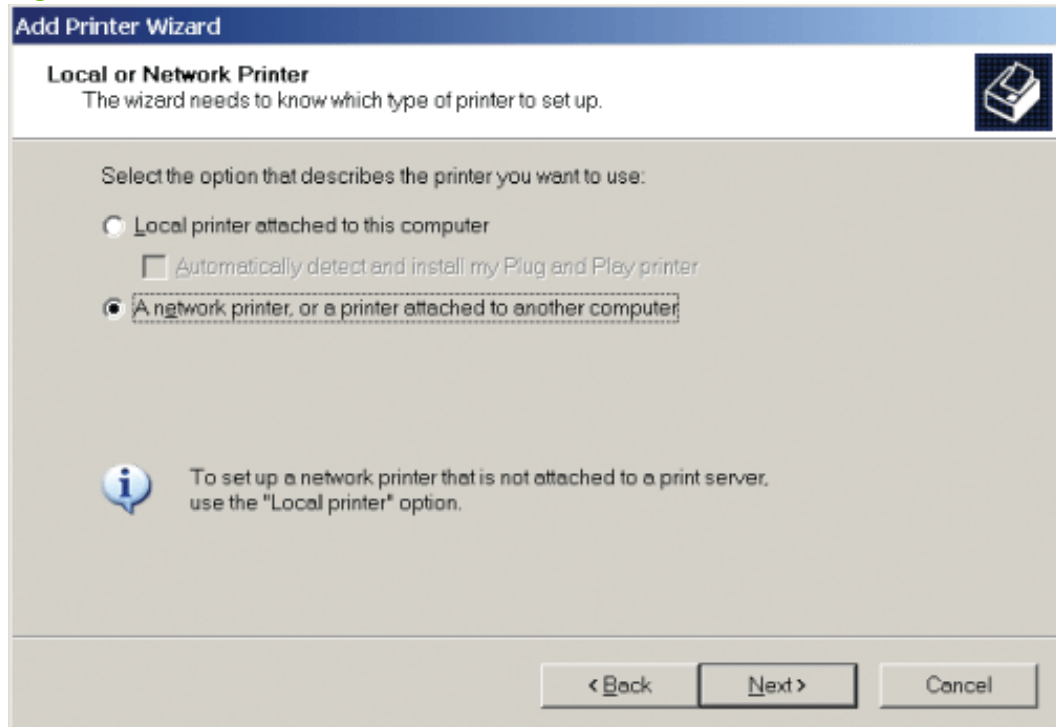 Add Printer Wizard
Local or Network Printer
The wizard needs to know which type of printer to set up.
Select the option that describes the printer you want to use:
Local printer attached to this computer
Automatically detect and install my Plug and Play printer
A network printer, or a printer attached to another computer
To set up a network printer that is not attached to a print server,
use the "Local printer" option.
< Back Next > Cancel